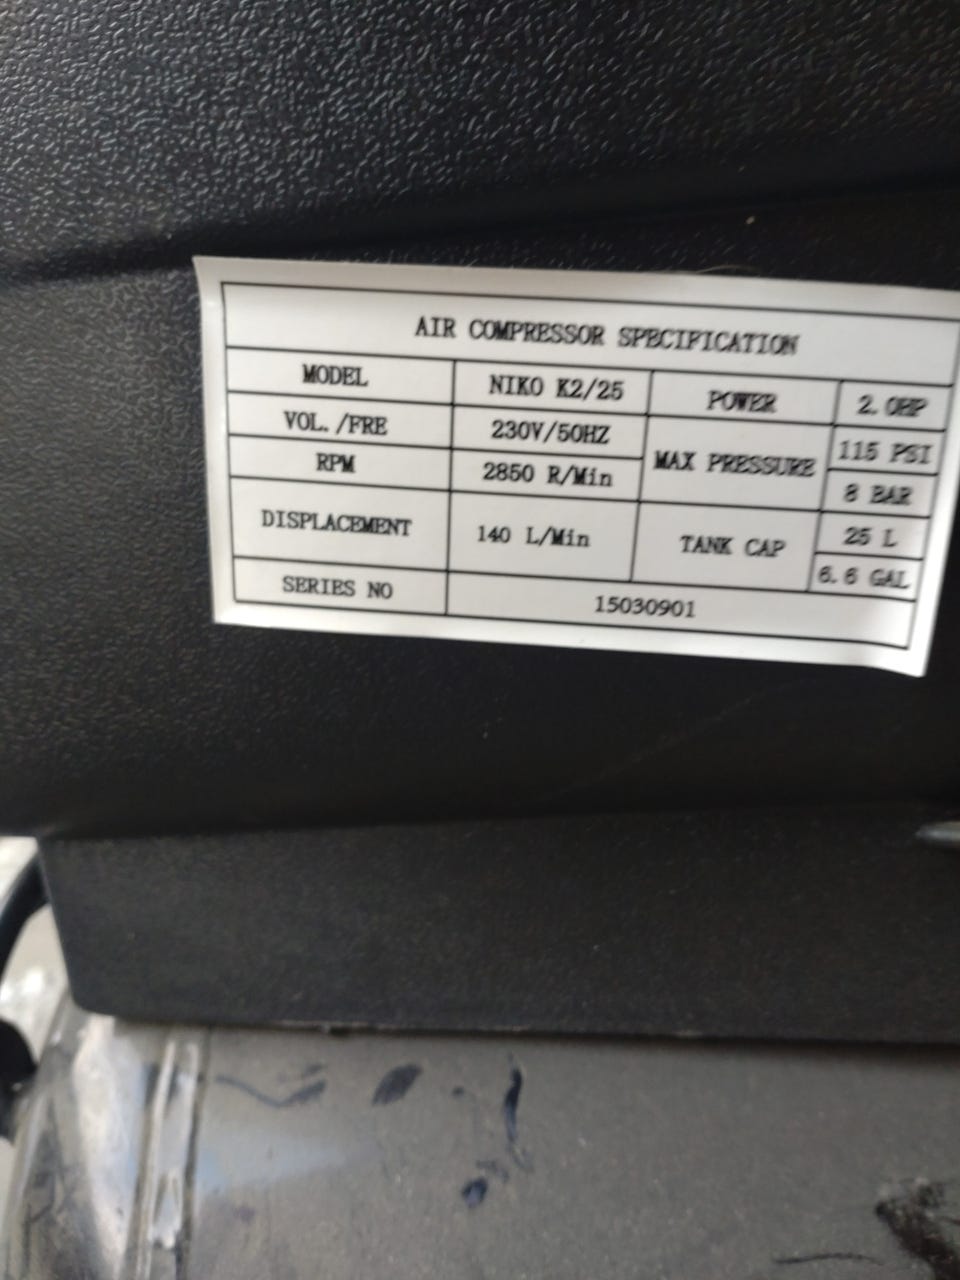 AIR COMPRESSOR SPECIFICATION
MODEL NIKO K2/25 POWER 2.0HP
VOL./FRE 230V/50HZ MAX PRESSURE 115 PSI
RPM 2850 R/Min 8 BAR
DISPLACEMENT 140 L/Min TANK CAP 25 L
6.6 GAL
SERIES NO 15030901